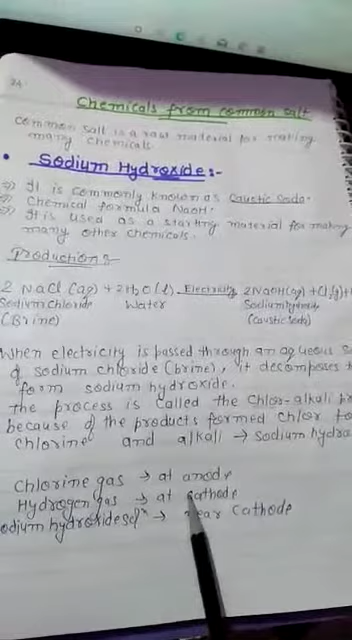 Chemicals from common salt
Common salt is a raw material for making
many chemicals.
• Sodium Hydroxide:-
=> It is commonly known as Caustic Soda.
=> Chemical formula NaOH.
=> It is used as a starting material for making
many other chemicals.
Productions
2 NaCl (aq) + 2H₂O(l) Electricity 2NaOH(aq) + Cl₂(g) +
Sodium chloride Water Sodium
(Brine) (Caustic Soda)
When electricity is passed through an aqueous
of sodium chloride (brine), it decomposes
form sodium hydroxide.
The process is called the Chlor-alkali
because of the products formed Chlor for
chlorine and alkali → sodium hydro
Chlorine gas → at anode
Hydrogen gas → at cathode
odium hydroxide solⁿ → near cathode